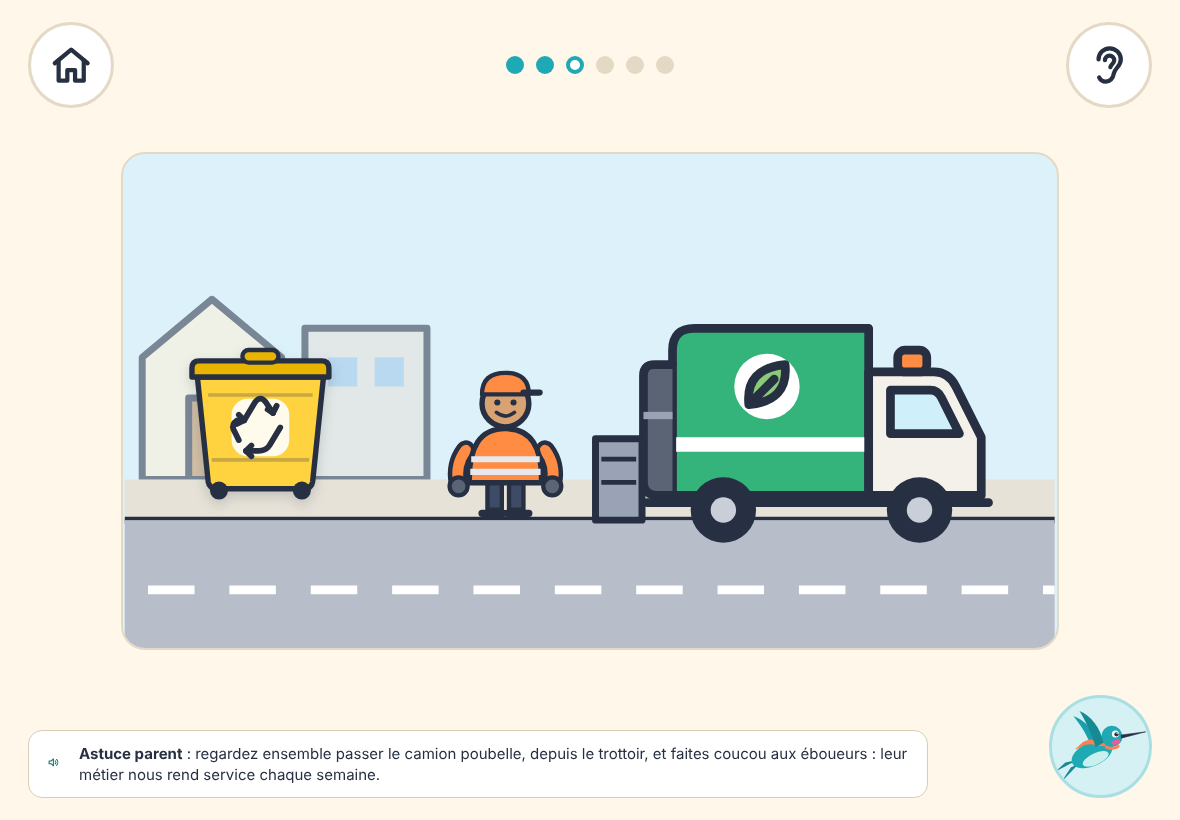 Astuce parent : regardez ensemble passer le camion poubelle, depuis le trottoir, et faites coucou aux éboueurs : leur
métier nous rend service chaque semaine.